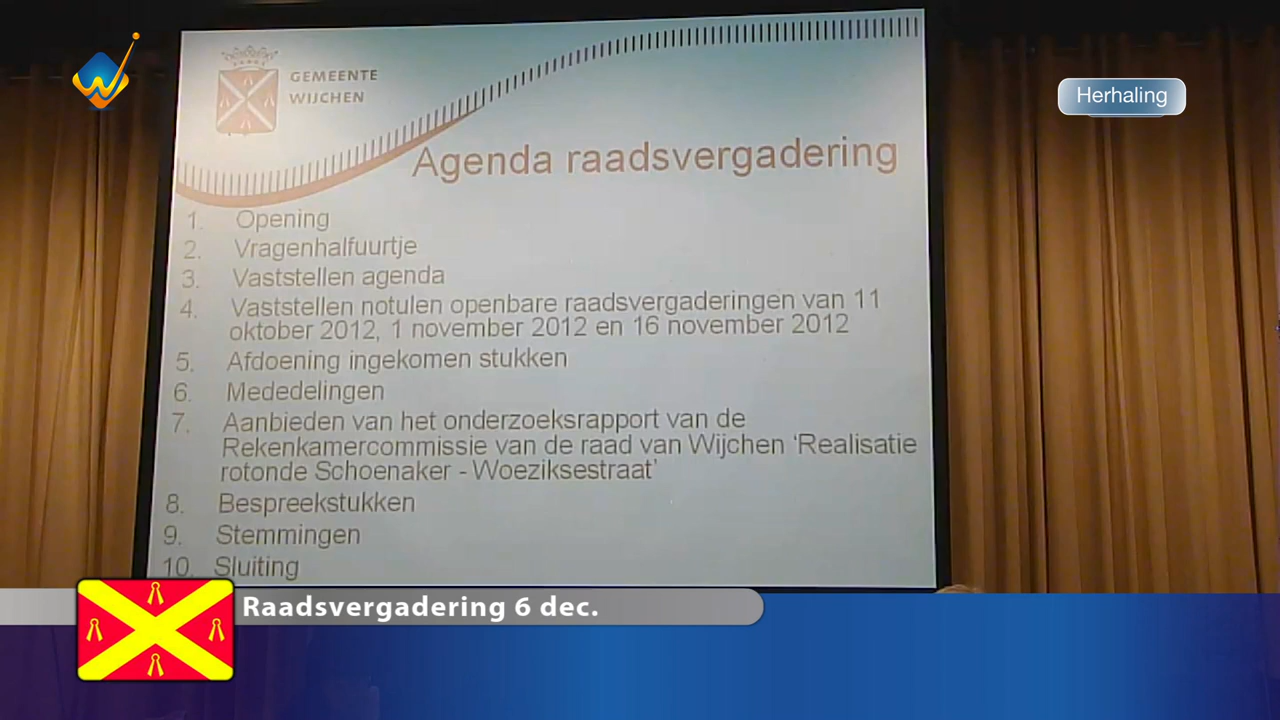 GEMEENTE
WIJCHEN
Herhaling
Agenda raadsvergadering
1. Opening
2. Vragenhalfuurtje
3. Vaststellen agenda
4. Vaststellen notulen openbare raadsvergaderingen van 11
oktober 2012, 1 november 2012 en 16 november 2012
5. Afdoening ingekomen stukken
6. Mededelingen
7. Aanbieden van het onderzoeksrapport van de
Rekenkamercommissie van de raad van Wijchen ‘Realisatie
rotonde Schoenaker - Woeziksestraat’
8. Bespreekstukken
9. Stemmingen
10. Sluiting
Raadsvergadering 6 dec.